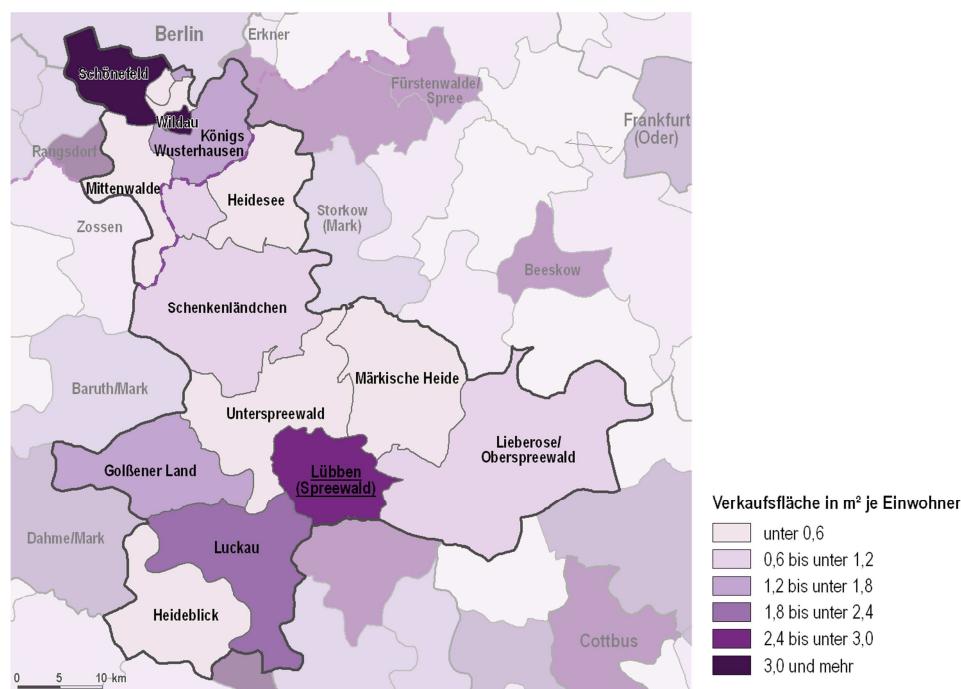 Berlin
Erkner
Schönefeld
Fürstenwalde/
Spree
Frankfurt
(Oder)
Wildau
Königs
Wusterhausen
Rangsdorf
Mittenwalde
Heidesee
Storkow
(Mark)
Zossen
Beeskow
Schenkenländchen
Märkische Heide
Baruth/Mark
Unterspreewald
Lieberose/
Oberspreewald
Golßener Land
Lübben
(Spreewald)
Dahme/Mark
Luckau
Heideblick
Cottbus
0 5 10 km
Verkaufsfläche in m² je Einwohner
unter 0,6
0,6 bis unter 1,2
1,2 bis unter 1,8
1,8 bis unter 2,4
2,4 bis unter 3,0
3,0 und mehr